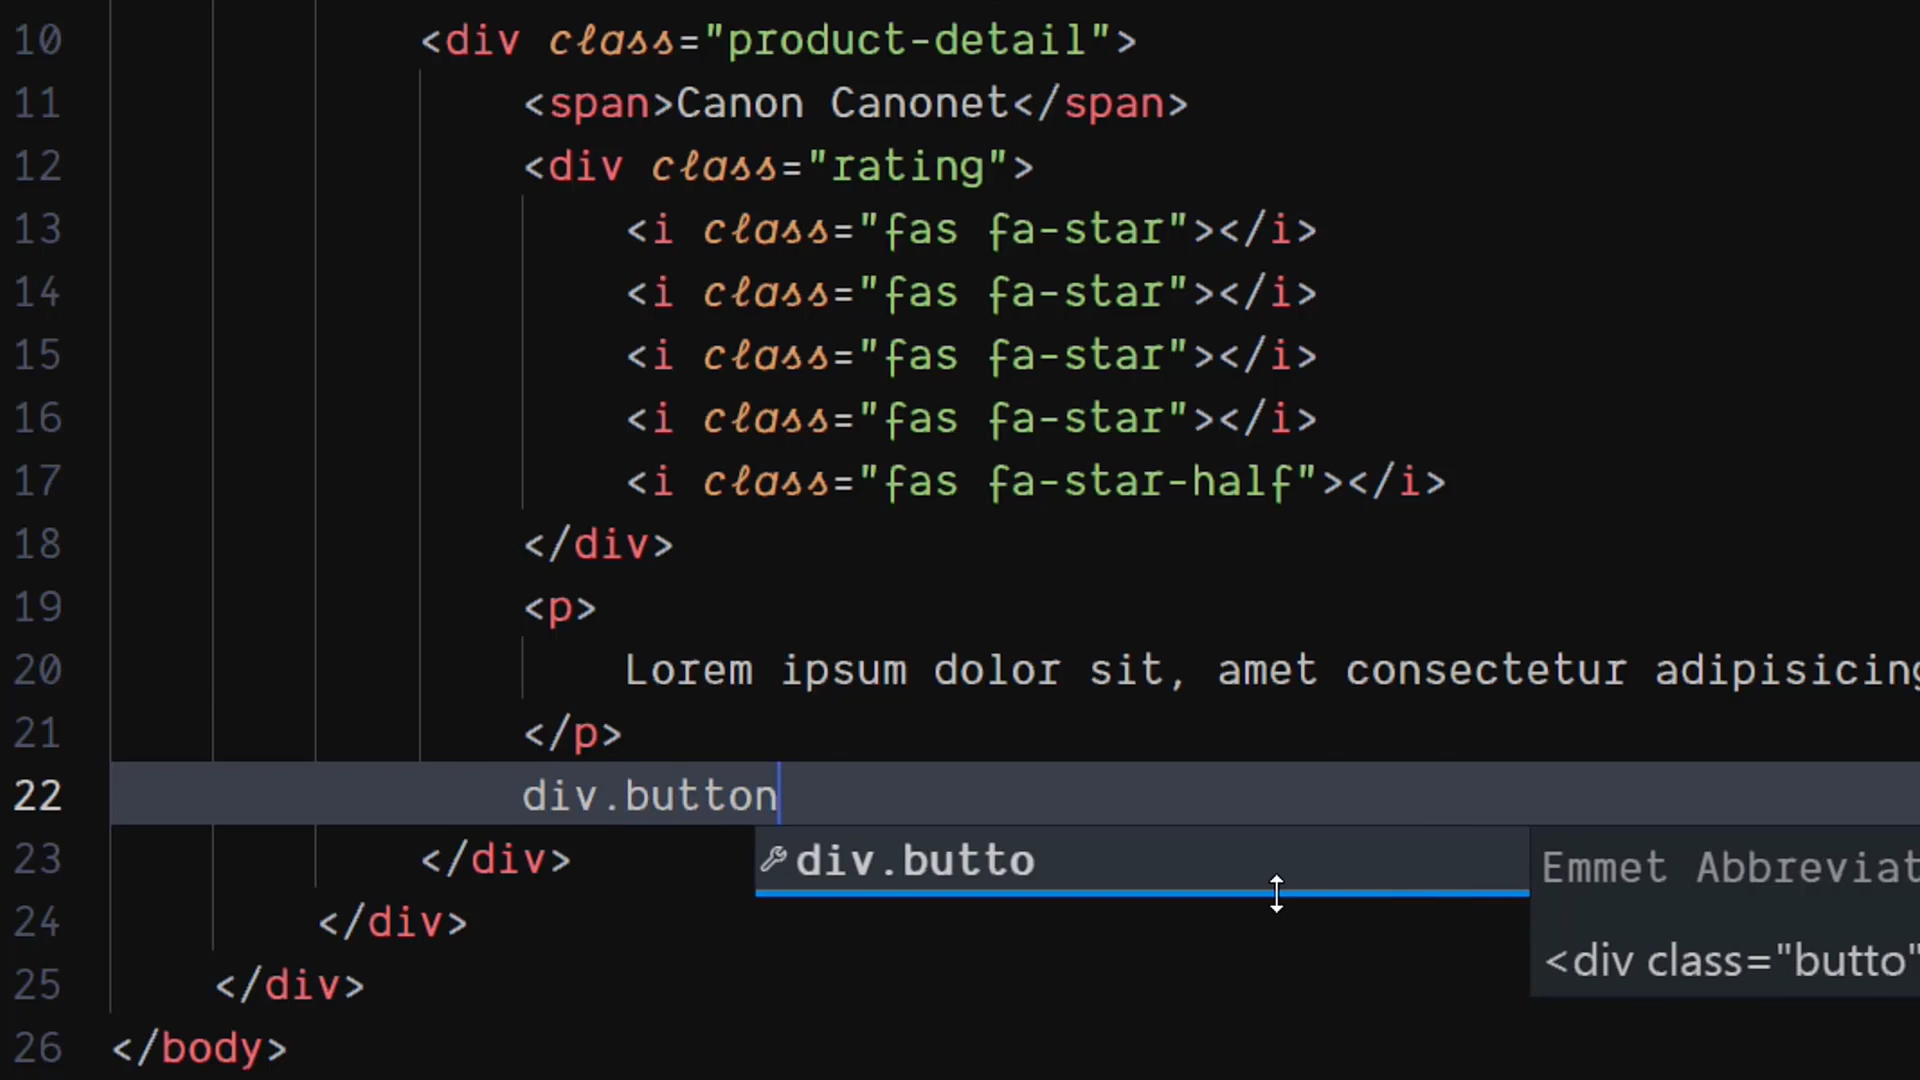 10 <div class="product-detail">
11 <span>Canon Canonet</span>
12 <div class="rating">
13 <i class="fas fa-star"></i>
14 <i class="fas fa-star"></i>
15 <i class="fas fa-star"></i>
16 <i class="fas fa-star"></i>
17 <i class="fas fa-star-half"></i>
18 </div>
19 <p>
20 Lorem ipsum dolor sit, amet consectetur adipisicing
21 </p>
22 div.button
23 </div>
div.butto
Emmet Abbreviat
<div class="butto"
24 </div>
25 </div>
26 </body>